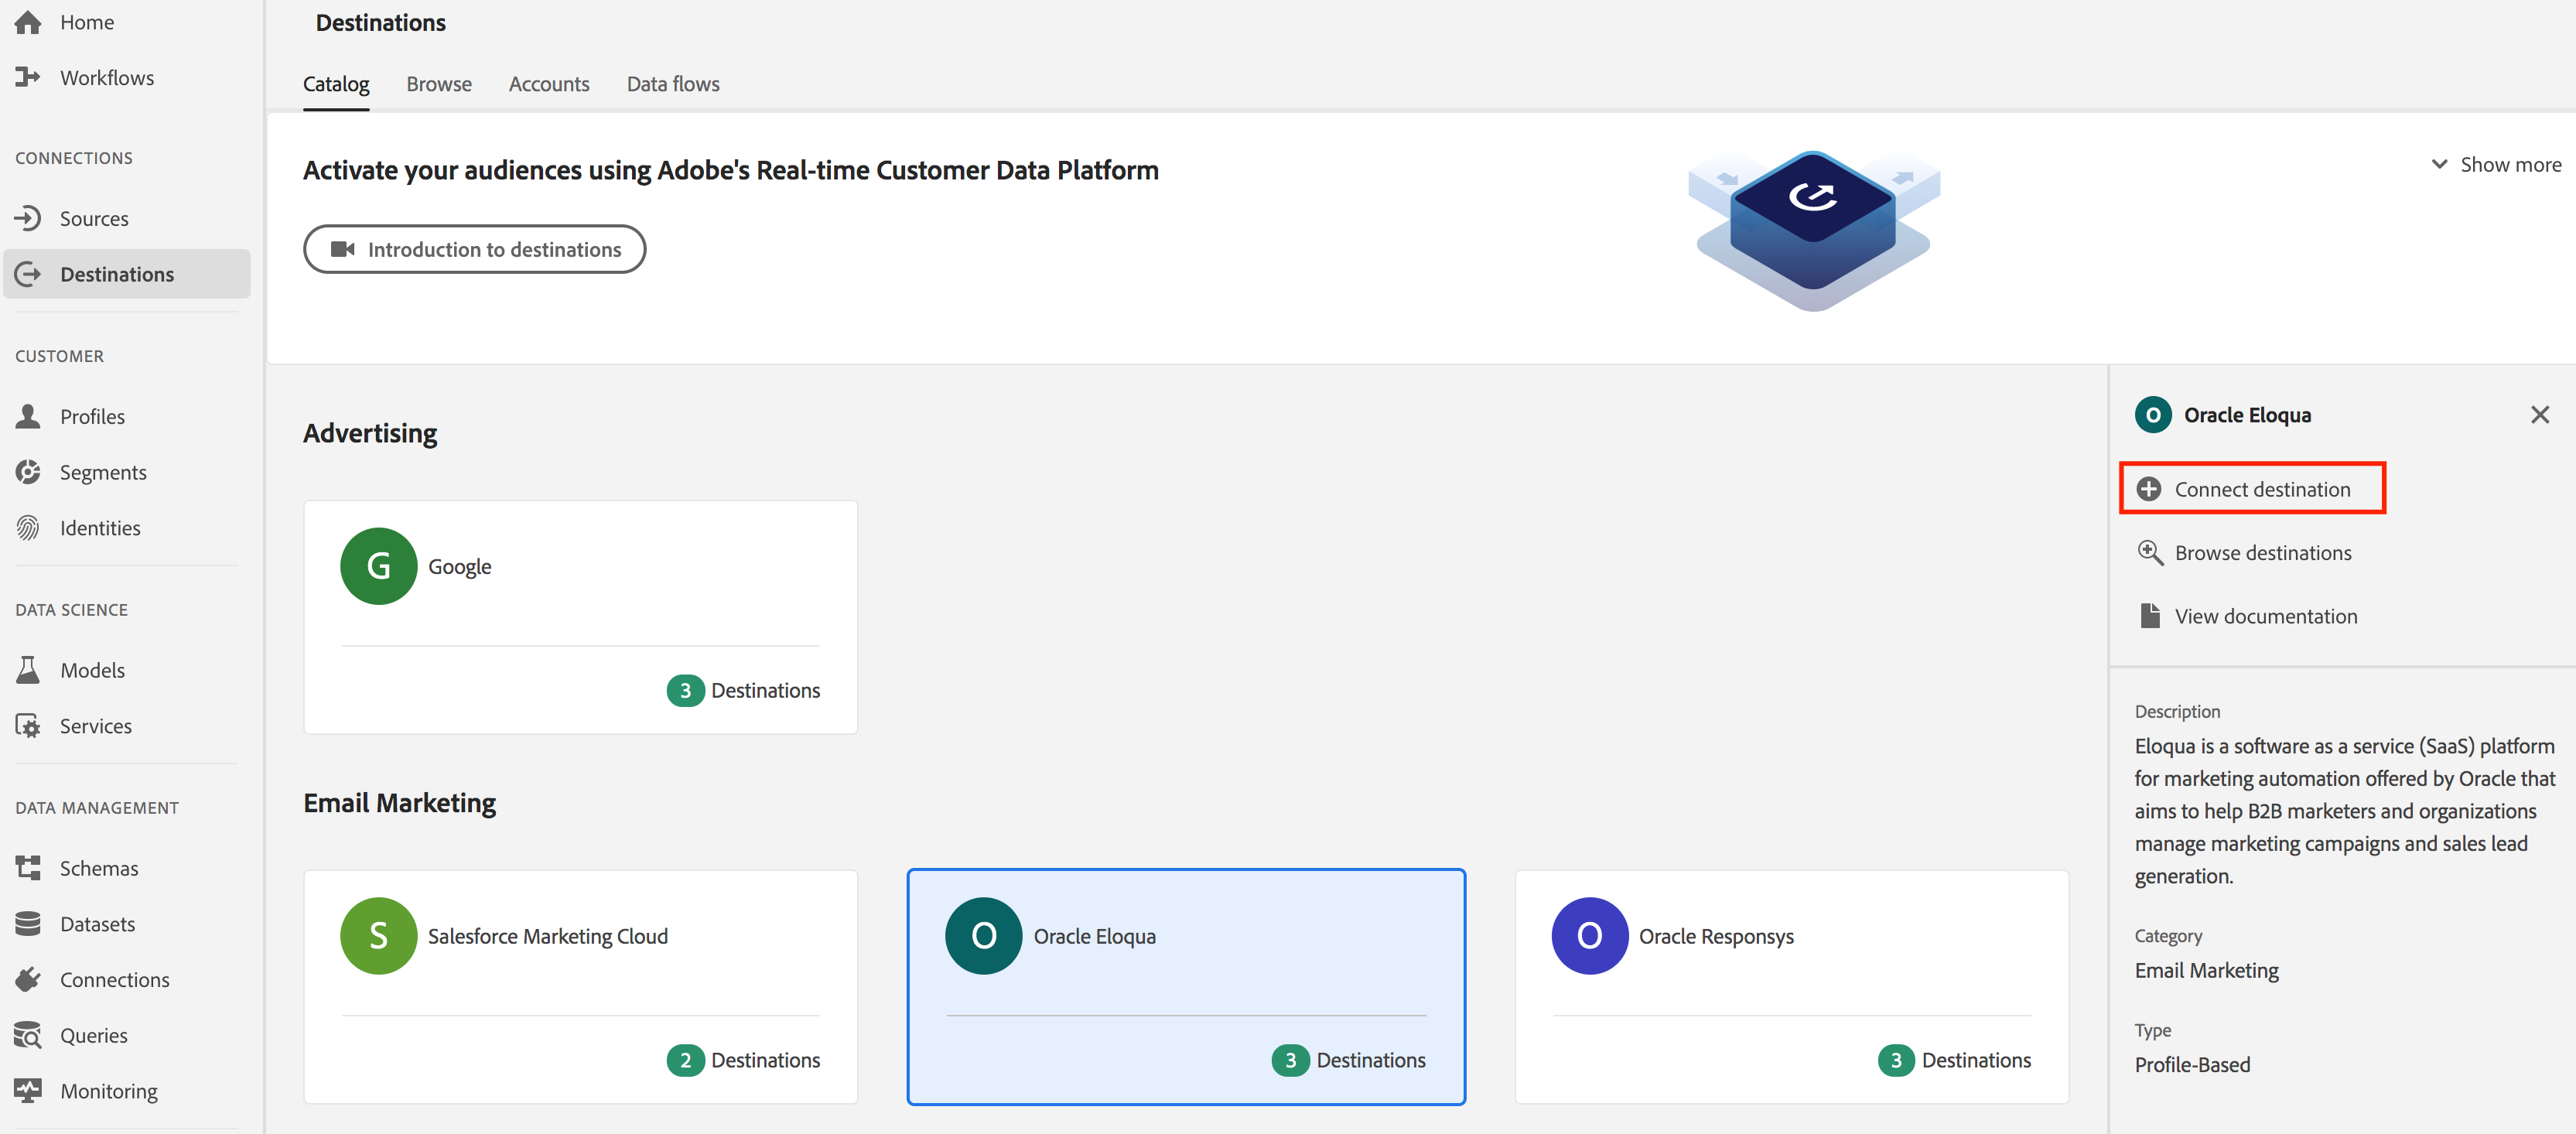 Home
Workflows
CONNECTIONS
Sources
Destinations
CUSTOMER
Profiles
Segments
Identities
DATA SCIENCE
Models
Services
DATA MANAGEMENT
Schemas
Datasets
Connections
Queries
Monitoring
Destinations
Catalog Browse Accounts Data flows
Activate your audiences using Adobe's Real-time Customer Data Platform
Show more
Introduction to destinations
Advertising
G Google
3 Destinations
Email Marketing
S Salesforce Marketing Cloud
2 Destinations
O Oracle Eloqua
3 Destinations
O Oracle Responsys
3 Destinations
O Oracle Eloqua
Connect destination
Browse destinations
View documentation
Description
Eloqua is a software as a service (SaaS) platform
for marketing automation offered by Oracle that
aims to help B2B marketers and organizations
manage marketing campaigns and sales lead
generation.
Category
Email Marketing
Type
Profile-Based